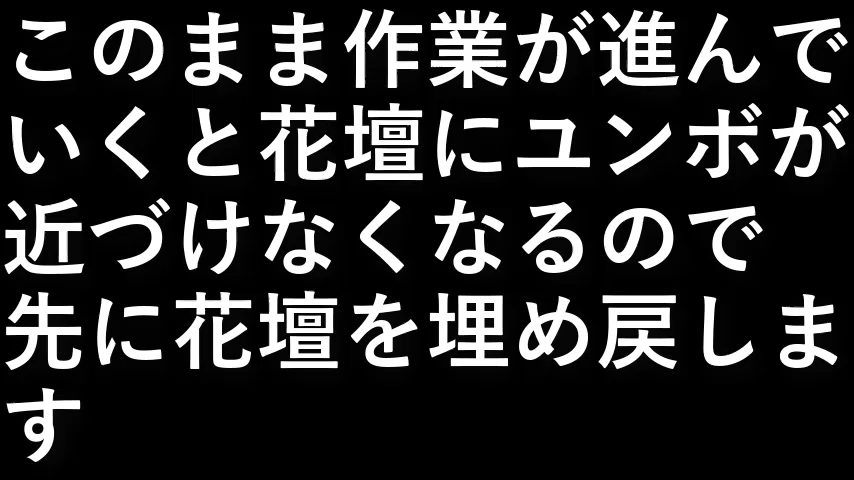 このまま作業が進んで
いくと花壇にユンボが
近づけなくなるので
先に花壇を埋め戻しま
す